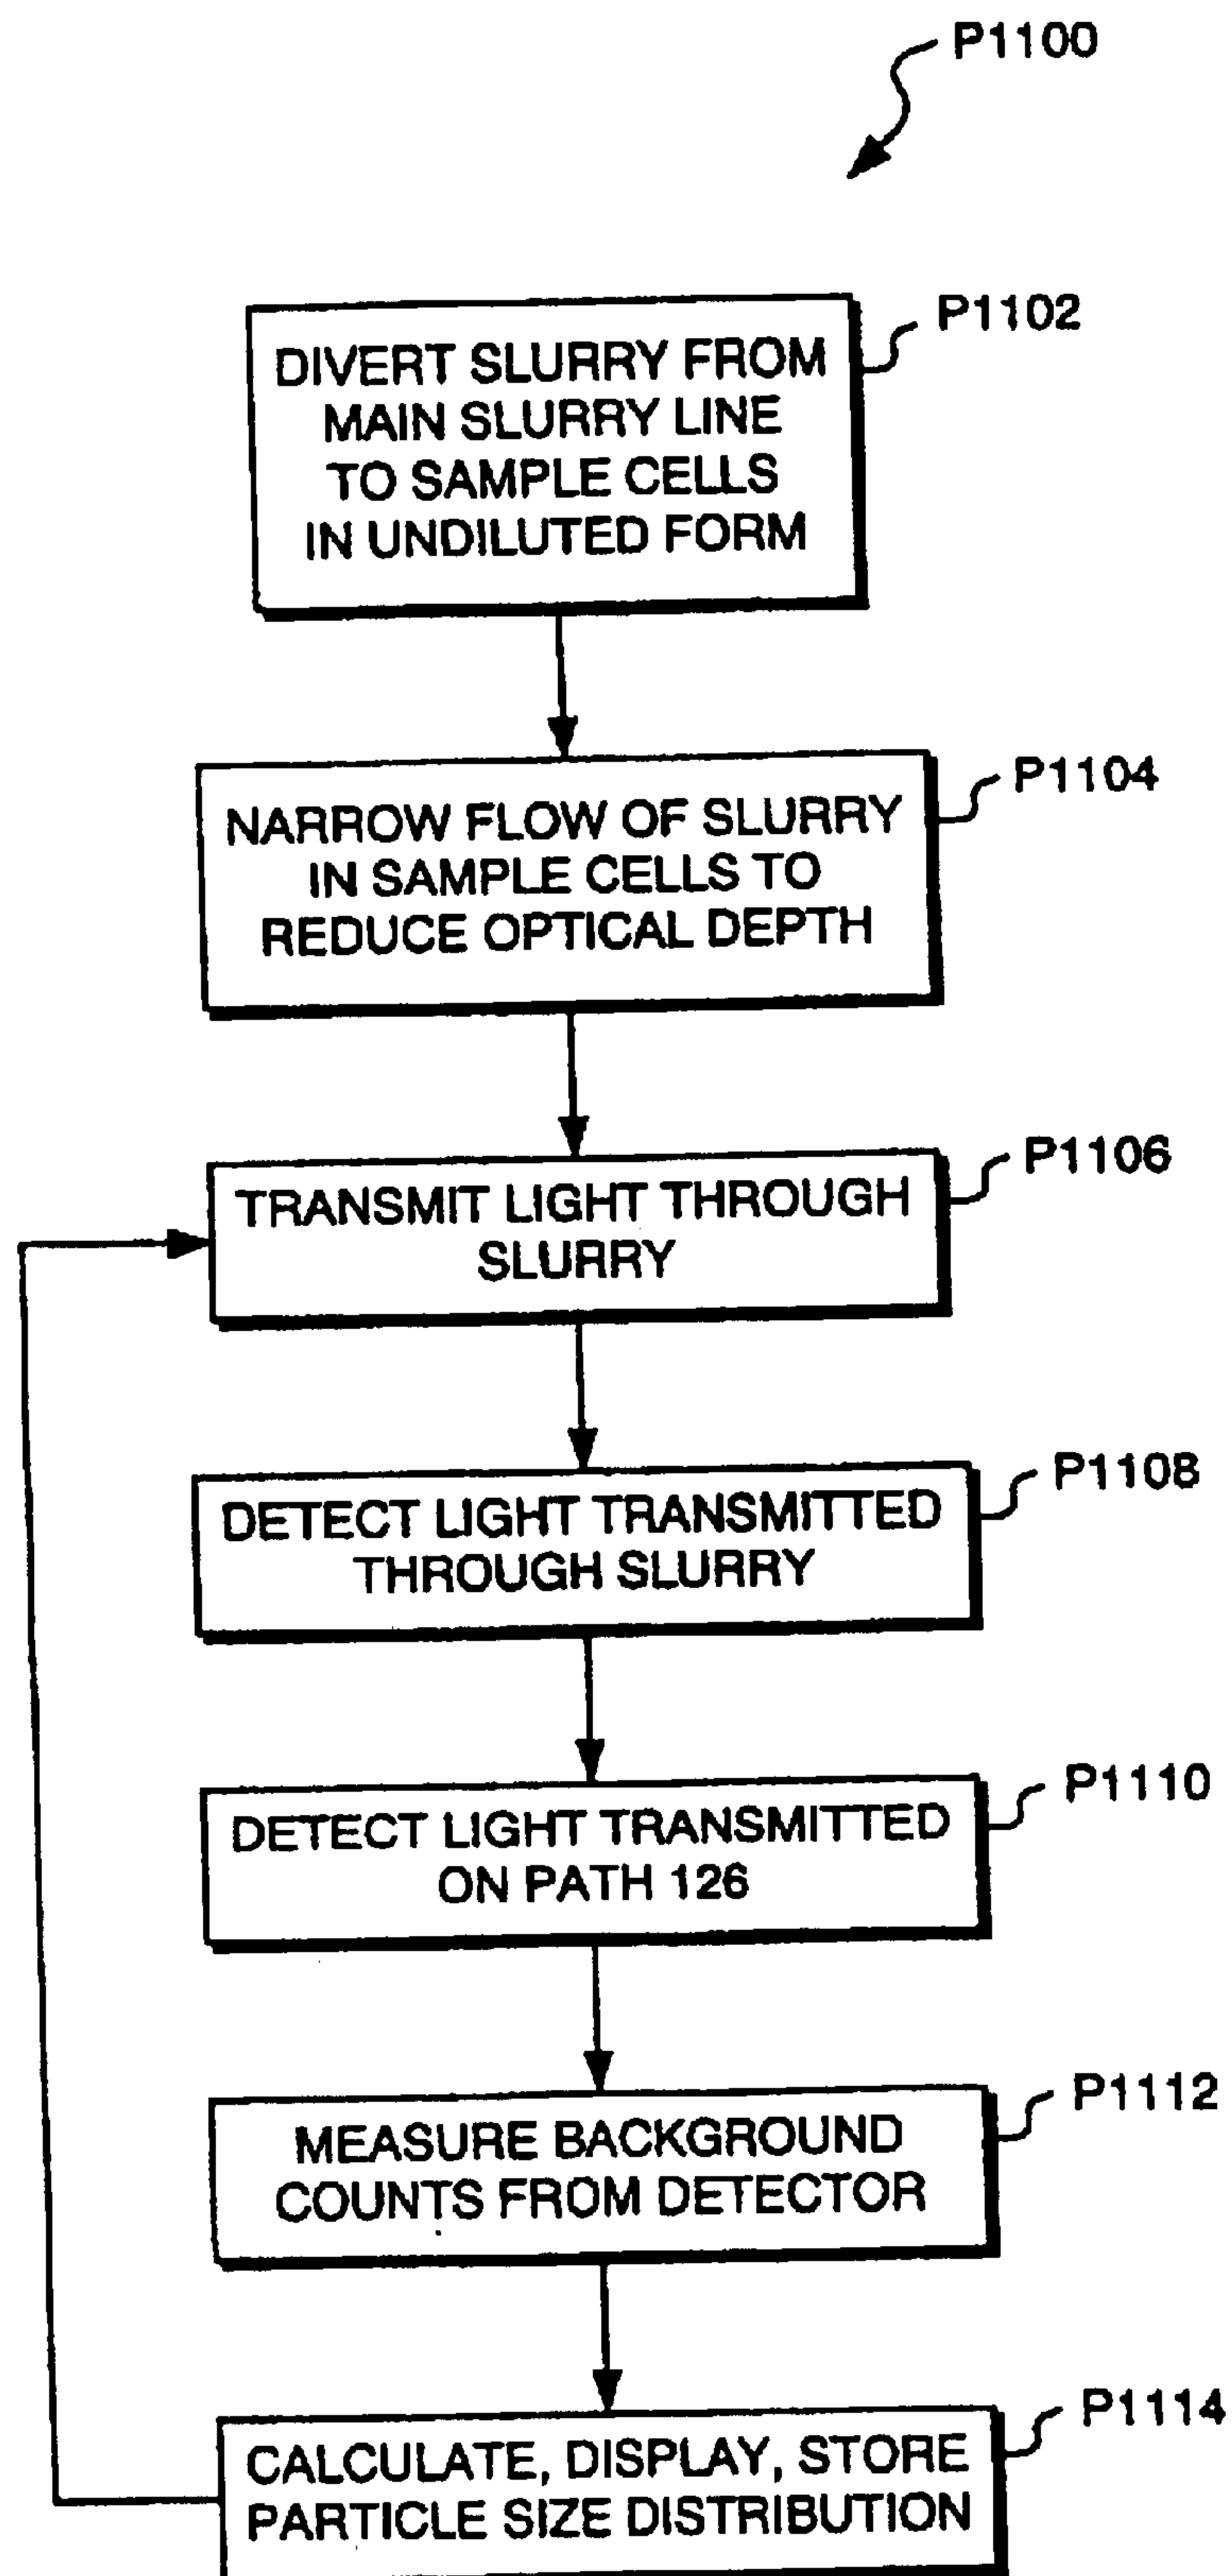 P1100
P1102
DIVERT SLURRY FROM
MAIN SLURRY LINE
TO SAMPLE CELLS
IN UNDILUTED FORM
P1104
NARROW FLOW OF SLURRY
IN SAMPLE CELLS TO
REDUCE OPTICAL DEPTH
P1106
TRANSMIT LIGHT THROUGH
SLURRY
P1108
DETECT LIGHT TRANSMITTED
THROUGH SLURRY
P1110
DETECT LIGHT TRANSMITTED
ON PATH 126
P1112
MEASURE BACKGROUND
COUNTS FROM DETECTOR
P1114
CALCULATE, DISPLAY, STORE
PARTICLE SIZE DISTRIBUTION